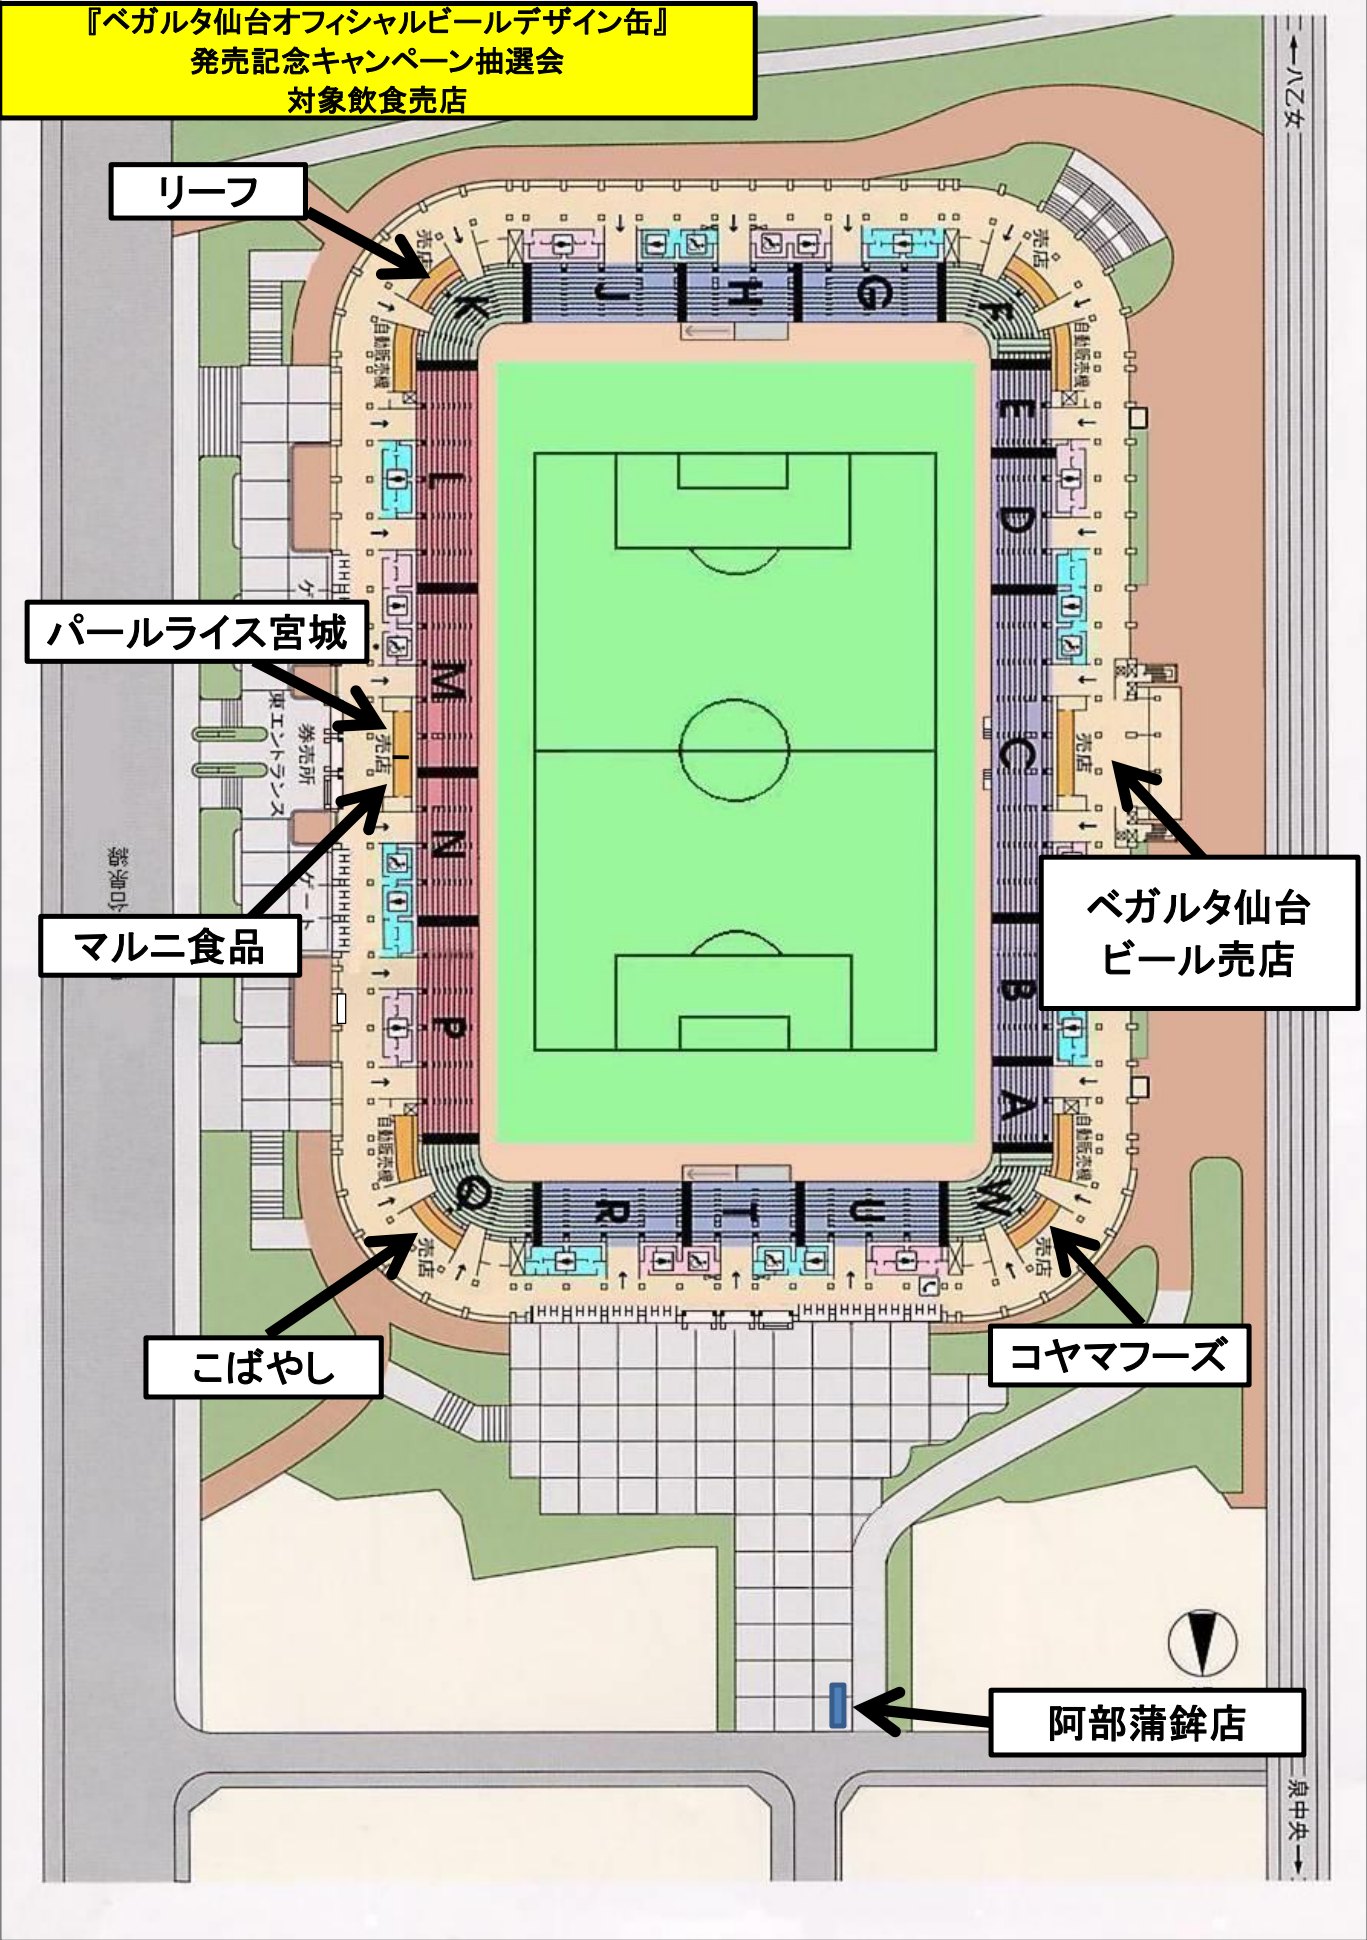 『ベガルタ仙台オフィシャルビールデザイン缶』
発売記念キャンペーン抽選会
対象飲食売店
←八乙女
リーフ
売店
売店
K
J
H
G
F
自動販売機
自動販売機
L
E
D
ゲ
パールライス宮城
M
C
東エントランス
券売所
売店
売店
N
ゲート
マルニ食品
ベガルタ仙台
ビール売店
P
B
A
自動販売機
自動販売機
Q
R
T
U
W
売店
売店
こばやし
コヤマフーズ
阿部蒲鉾店
泉中央→